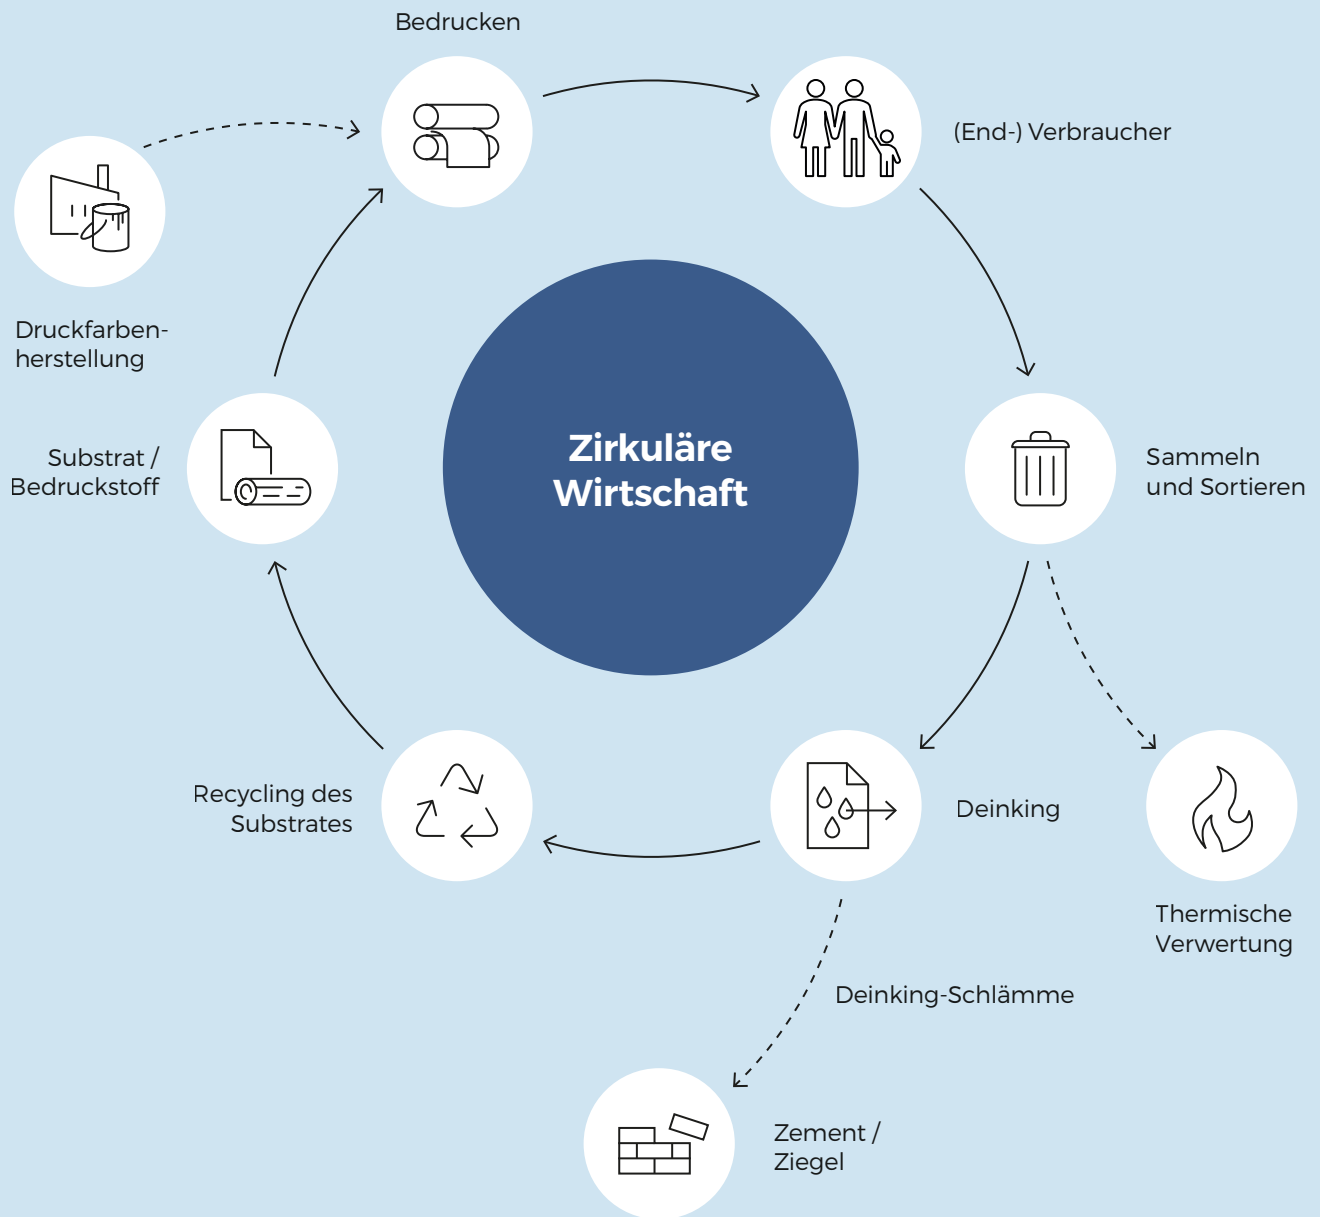 Bedrucken
(End-) Verbraucher
Druckfarben-
herstellung
Zirkuläre
Wirtschaft
Substrat /
Bedruckstoff
Sammeln
und Sortieren
Recycling des
Substrates
Deinking
Thermische
Verwertung
Deinking-Schlämme
Zement /
Ziegel